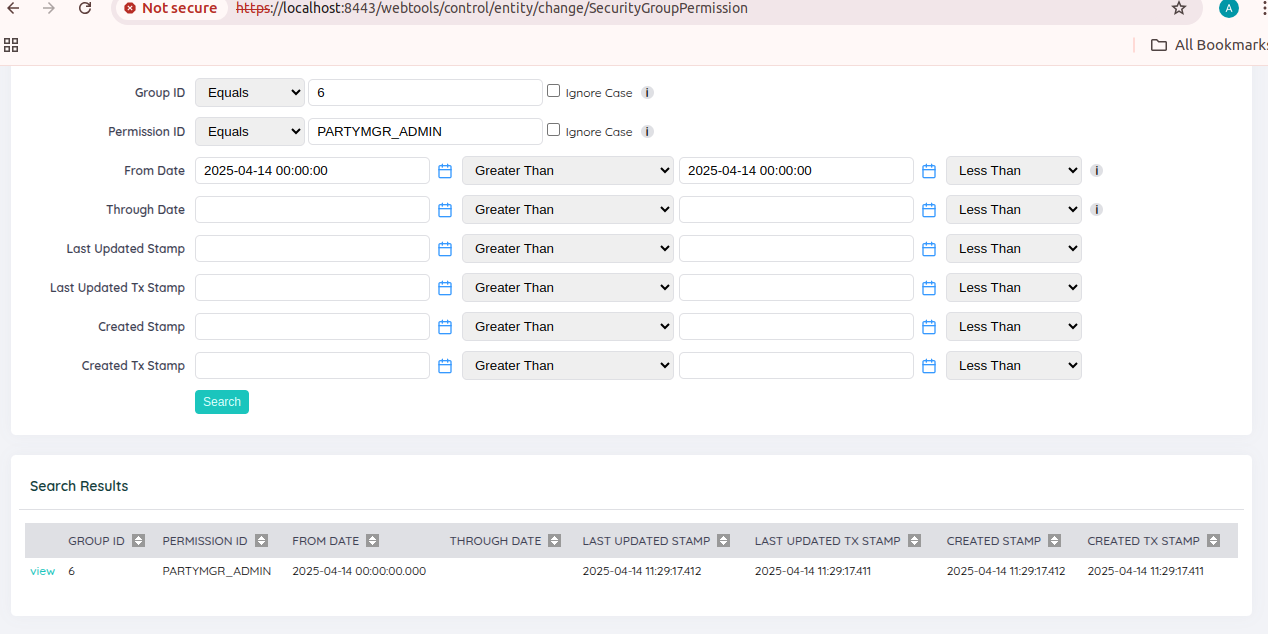 Not secure https://localhost:8443/webtools/control/entity/change/SecurityGroupPermission A
All Bookmarks
Group ID Equals 6 Ignore Case i
Permission ID Equals PARTYMGR_ADMIN Ignore Case i
From Date 2025-04-14 00:00:00 Greater Than 2025-04-14 00:00:00 Less Than i
Through Date Greater Than Less Than i
Last Updated Stamp Greater Than Less Than
Last Updated Tx Stamp Greater Than Less Than
Created Stamp Greater Than Less Than
Created Tx Stamp Greater Than Less Than
Search
Search Results
GROUP ID PERMISSION ID FROM DATE THROUGH DATE LAST UPDATED STAMP LAST UPDATED TX STAMP CREATED STAMP CREATED TX STAMP
view 6 PARTYMGR_ADMIN 2025-04-14 00:00:00.000 2025-04-14 11:29:17.412 2025-04-14 11:29:17.411 2025-04-14 11:29:17.412 2025-04-14 11:29:17.411